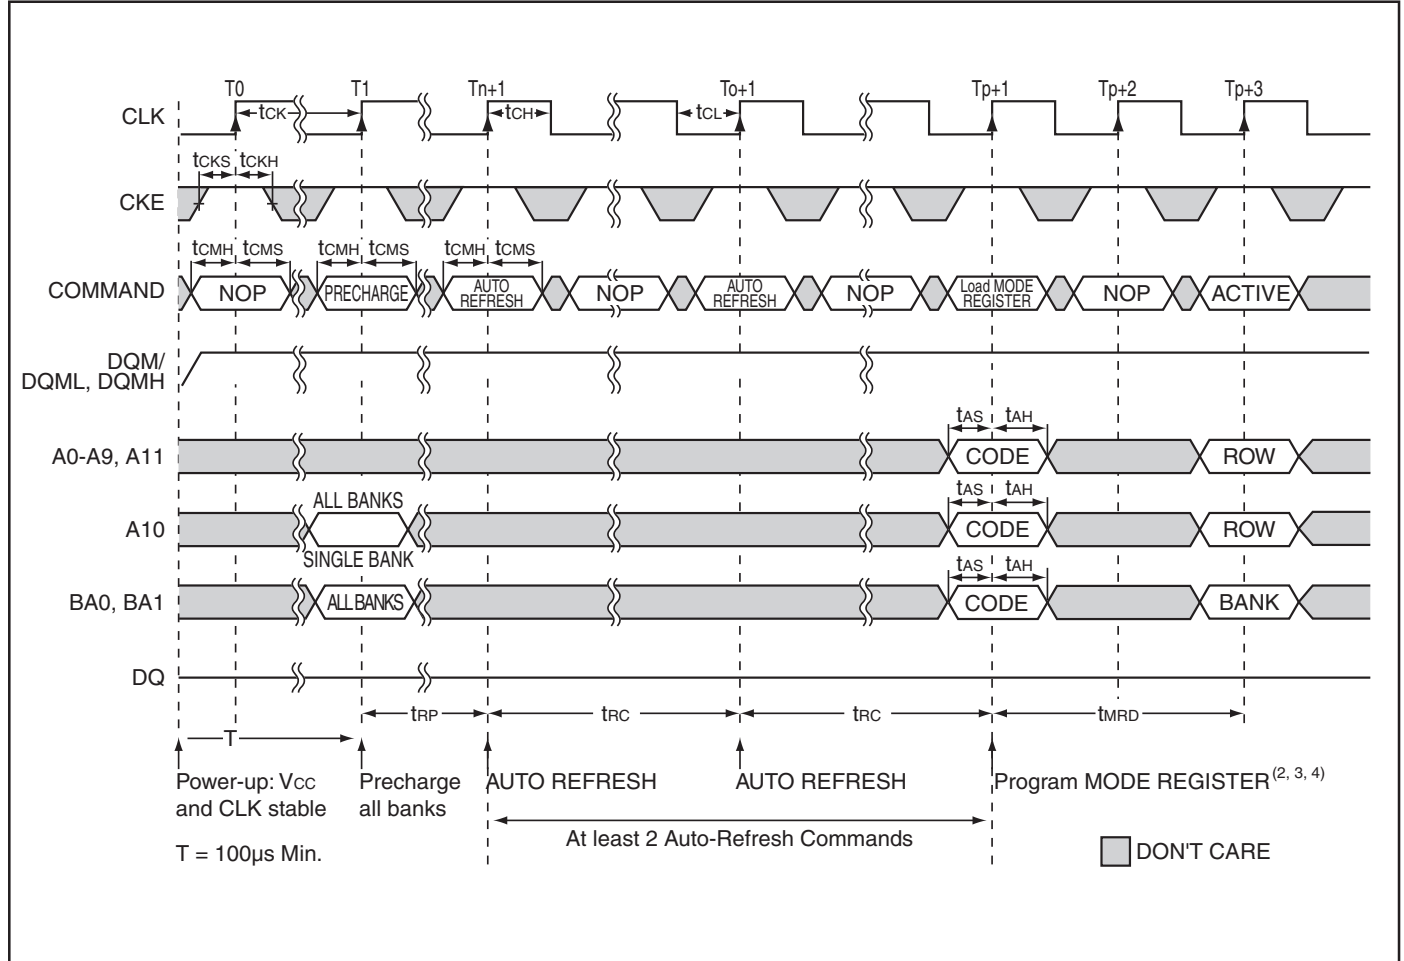 T0 T1 Tn+1 To+1 Tp+1 Tp+2 Tp+3
CLK tCK tCH tCL
tCKS tCKH
CKE
tCMH tCMS tCMH tCMS tCMH tCMS
COMMAND NOP PRECHARGE AUTO REFRESH NOP AUTO REFRESH NOP Load MODE REGISTER NOP ACTIVE
DQM/
DQML, DQMH
tAS tAH
A0-A9, A11 CODE ROW
ALL BANKS tAS tAH
A10 CODE ROW
SINGLE BANK tAS tAH
BA0, BA1 ALL BANKS CODE BANK
DQ
tRP tRC tRC tMRD
T
Power-up: VCC Precharge AUTO REFRESH AUTO REFRESH Program MODE REGISTER(2, 3, 4)
and CLK stable all banks
At least 2 Auto-Refresh Commands
T = 100µs Min. DON'T CARE